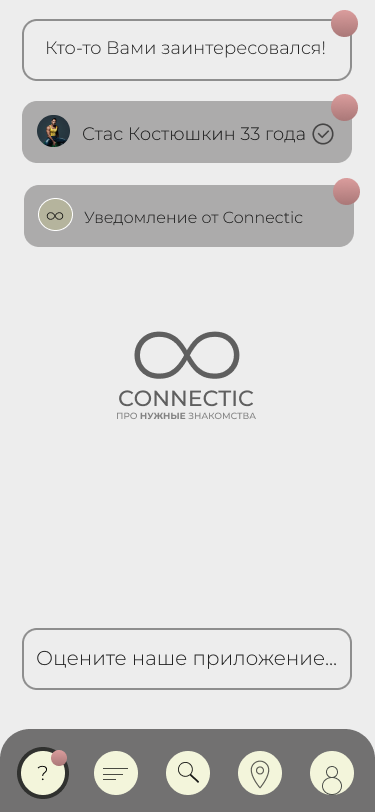 Кто-то Вами заинтересовался!
Стас Костюшкин 33 года
Уведомление от Connectic
CONNECTIC
ПРО НУЖНЫЕ ЗНАКОМСТВА
Оцените наше приложение...
?